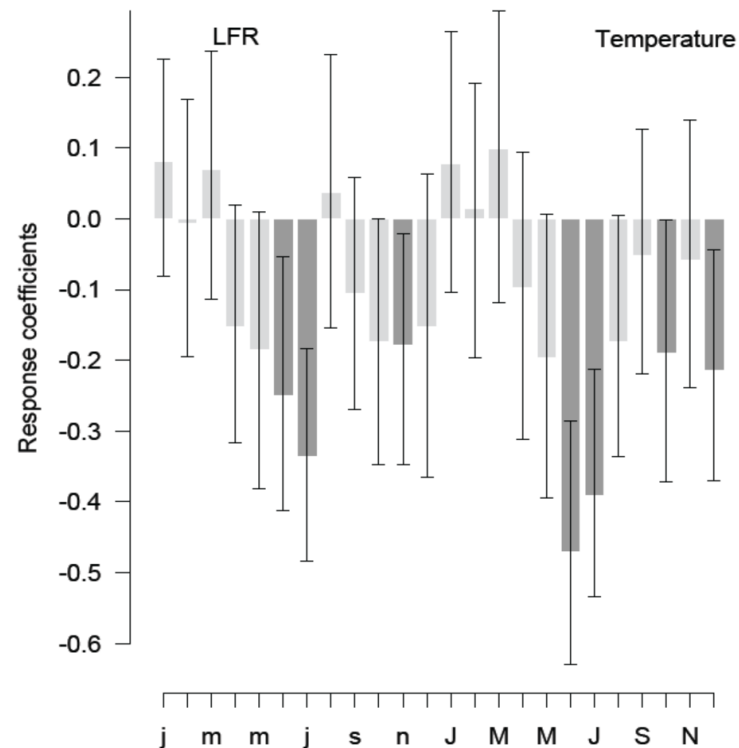 LFR
Temperature
Response coefficients
0.2
0.1
0.0
-0.1
-0.2
-0.3
-0.4
-0.5
-0.6
j m m j s n J M M J S N